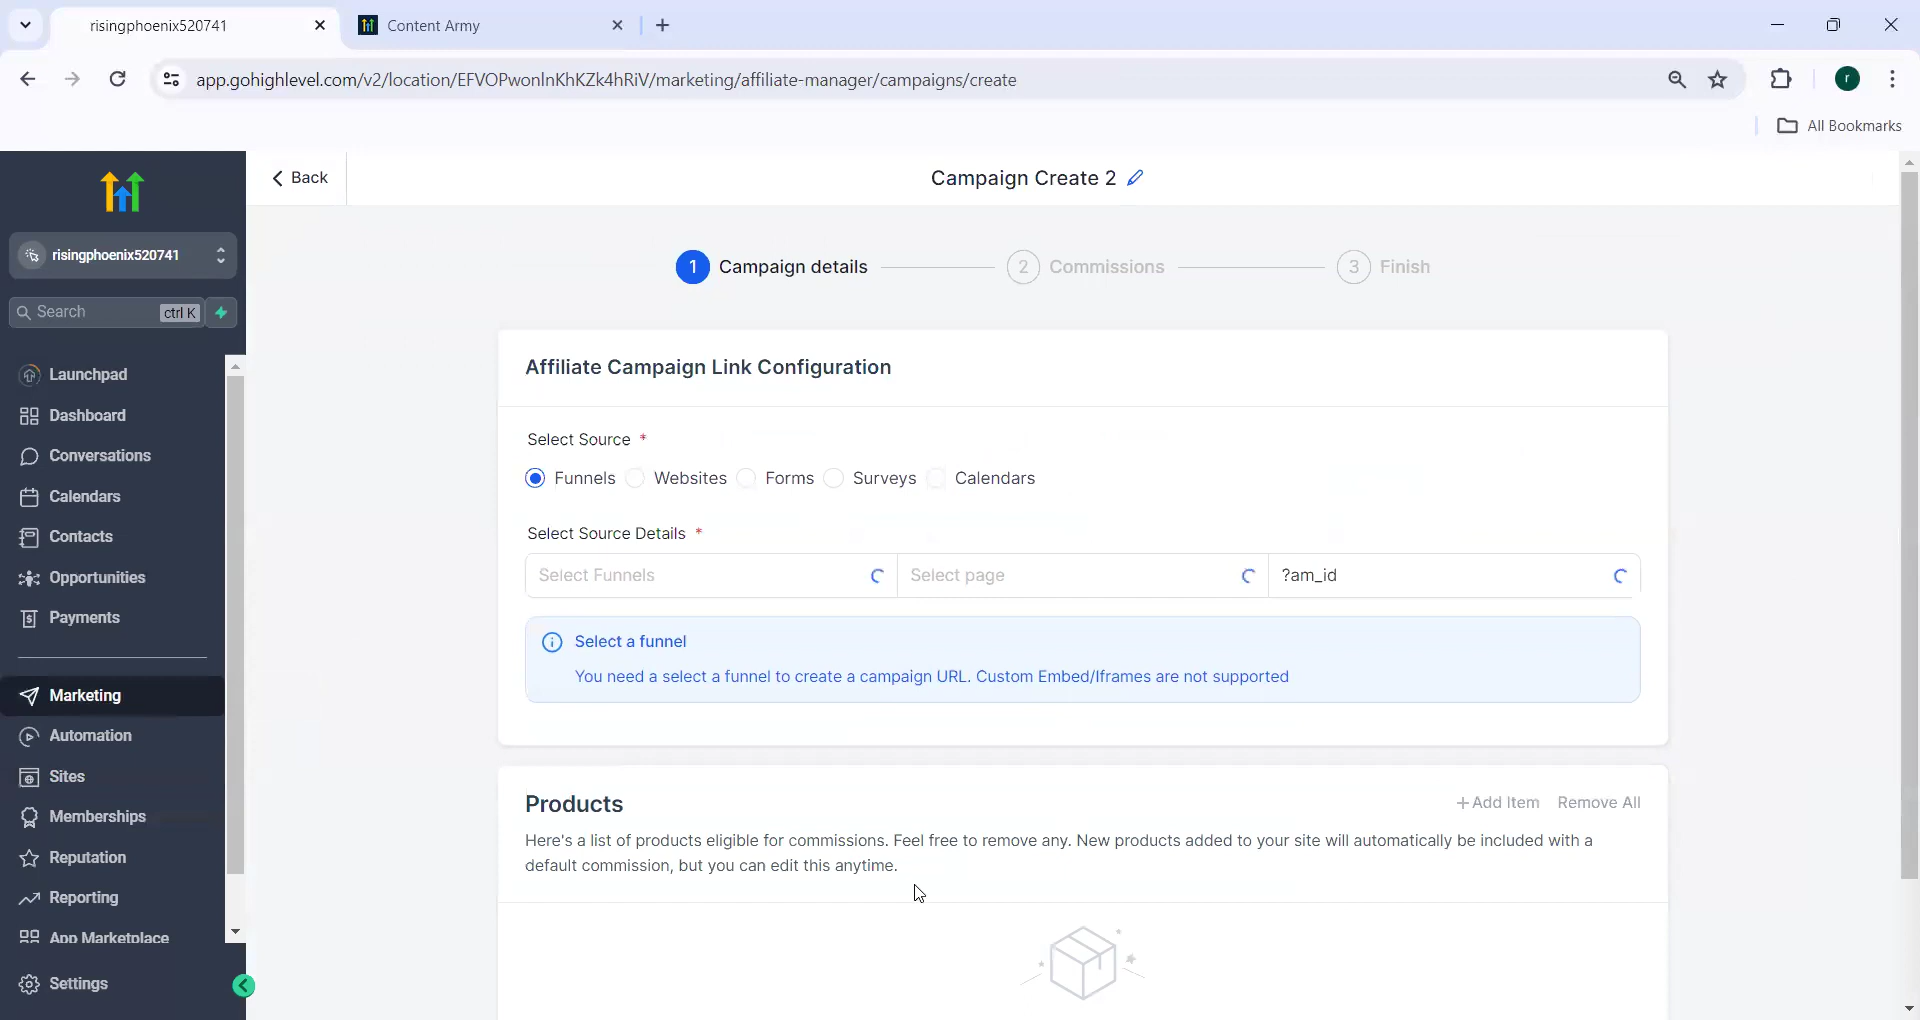 risingphoenix520741
Content Army
app.gohighlevel.com/v2/location/EFVOPwonlnKhKZk4hRiV/marketing/affiliate-manager/campaigns/create
r
All Bookmarks
Back
Campaign Create 2
risingphoenix520741
Search
ctrl K
1 Campaign details
2 Commissions
3 Finish
Launchpad
Dashboard
Conversations
Calendars
Contacts
Opportunities
Payments
Marketing
Automation
Sites
Memberships
Reputation
Reporting
App Marketplace
Settings
Affiliate Campaign Link Configuration
Select Source *
Funnels Websites Forms Surveys Calendars
Select Source Details *
Select Funnels Select page ?am_id
Select a funnel
You need a select a funnel to create a campaign URL. Custom Embed/Iframes are not supported
Products
+Add Item Remove All
Here's a list of products eligible for commissions. Feel free to remove any. New products added to your site will automatically be included with a
default commission, but you can edit this anytime.